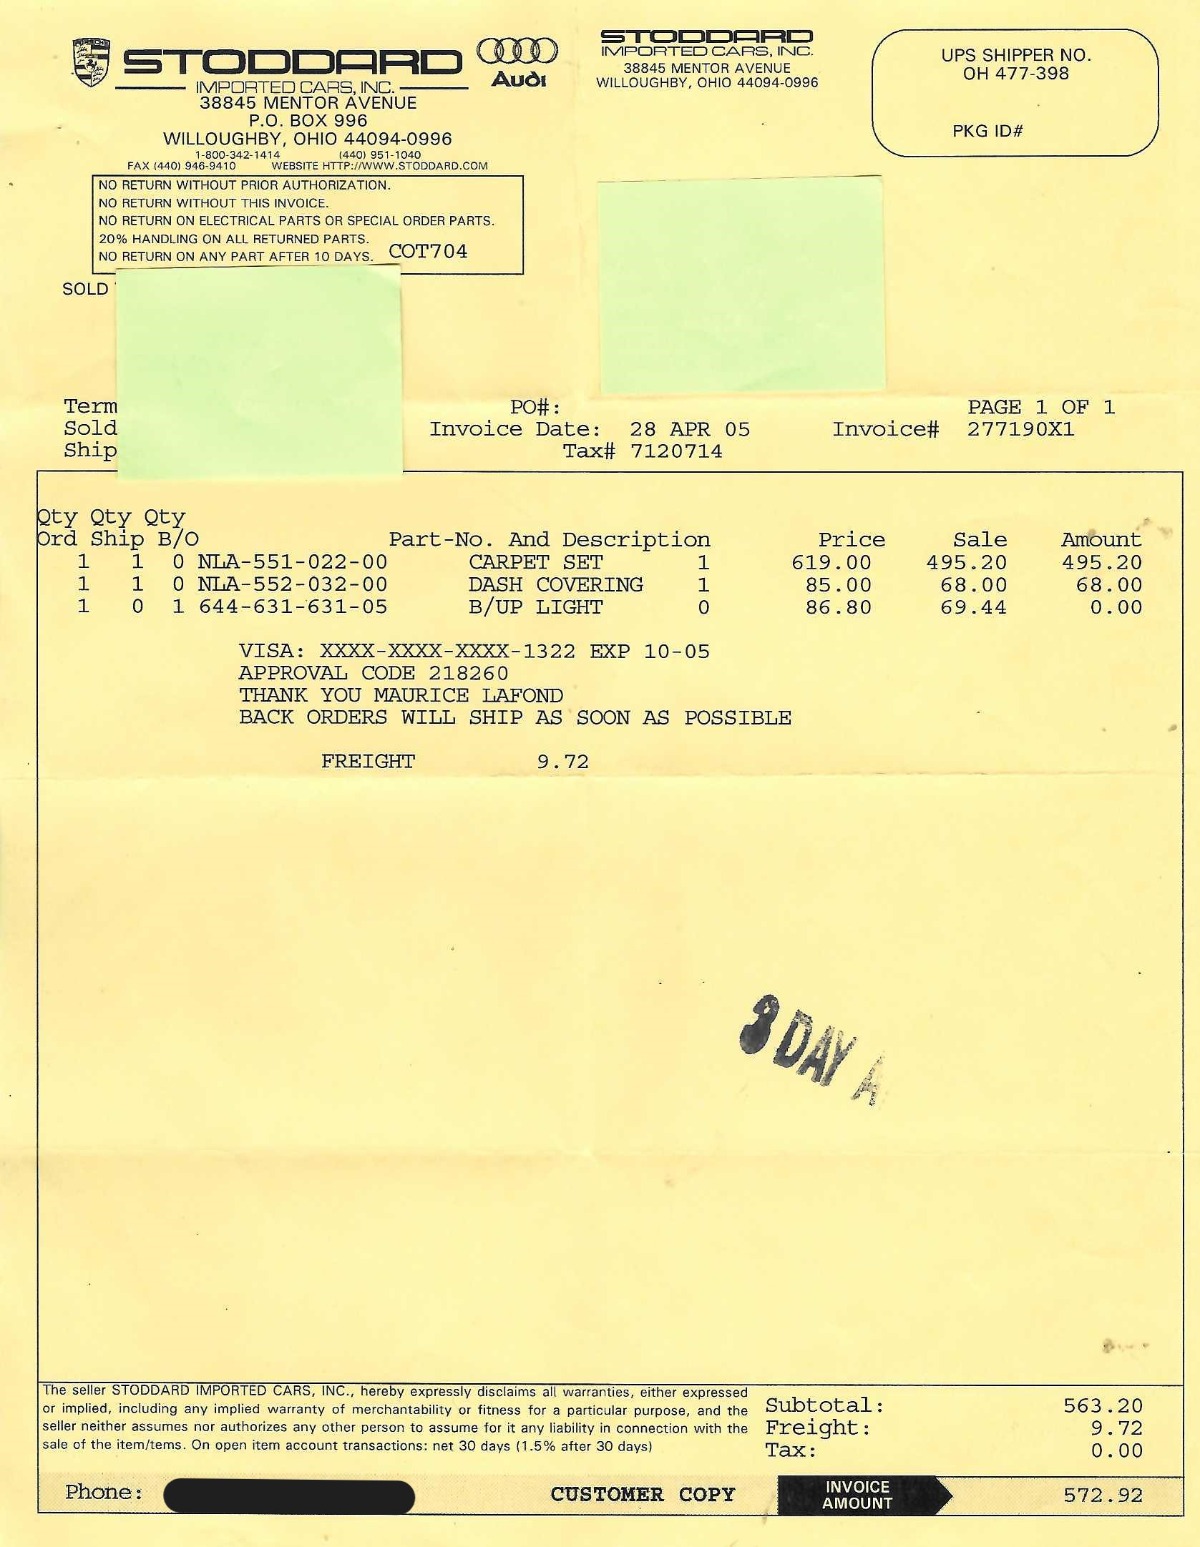 STODDARD
IMPORTED CARS, INC.
38845 MENTOR AVENUE
P.O. BOX 996
WILLOUGHBY, OHIO 44094-0996
1-800-342-1414 (440) 951-1040
FAX (440) 946-9410 WEBSITE HTTP://WWW.STODDARD.COM
Audi
STODDARD
IMPORTED CARS, INC.
38845 MENTOR AVENUE
WILLOUGHBY, OHIO 44094-0996
UPS SHIPPER NO.
OH 477-398
PKG ID#
NO RETURN WITHOUT PRIOR AUTHORIZATION.
NO RETURN WITHOUT THIS INVOICE.
NO RETURN ON ELECTRICAL PARTS OR SPECIAL ORDER PARTS.
20% HANDLING ON ALL RETURNED PARTS.
NO RETURN ON ANY PART AFTER 10 DAYS. COT704
SOLD
Term PO#: PAGE 1 OF 1
Sold Invoice Date: 28 APR 05 Invoice# 277190X1
Ship Tax# 7120714
Qty Qty Qty
Ord Ship B/O Part-No. And Description Price Sale Amount
1 1 0 NLA-551-022-00 CARPET SET 1 619.00 495.20 495.20
1 1 0 NLA-552-032-00 DASH COVERING 1 85.00 68.00 68.00
1 0 1 644-631-631-05 B/UP LIGHT 0 86.80 69.44 0.00
VISA: XXXX-XXXX-XXXX-1322 EXP 10-05
APPROVAL CODE 218260
THANK YOU MAURICE LAFOND
BACK ORDERS WILL SHIP AS SOON AS POSSIBLE
FREIGHT 9.72
3 DAY A
The seller STODDARD IMPORTED CARS, INC., hereby expressly disclaims all warranties, either expressed
or implied, including any implied warranty of merchantability or fitness for a particular purpose, and the
seller neither assumes nor authorizes any other person to assume for it any liability in connection with the
sale of the item/items. On open item account transactions: net 30 days (1.5% after 30 days)
Subtotal: 563.20
Freight: 9.72
Tax: 0.00
Phone: CUSTOMER COPY INVOICE AMOUNT 572.92